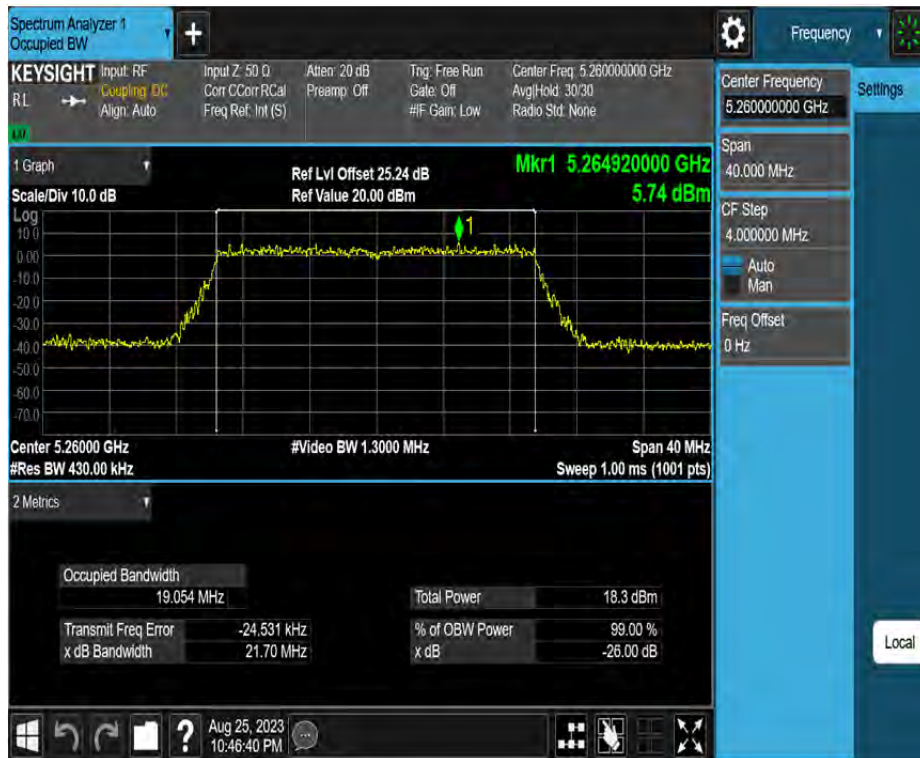 Spectrum Analyzer 1
Occupied BW
+
Frequency
KEYSIGHT
RL
Input: RF
Coupling: DC
Align: Auto
Input Z: 50 Ω
Corr CCorr RCal
Freq Ref: Int (S)
Atten: 20 dB
Preamp: Off
Trig: Free Run
Gate: Off
#IF Gain: Low
Center Freq: 5.260000000 GHz
Avg|Hold: 30/30
Radio Std: None
Center Frequency
5.260000000 GHz
Settings
Span
40.000 MHz
CF Step
4.000000 MHz
Auto
Man
Freq Offset
0 Hz
1 Graph
Scale/Div 10.0 dB
Ref Lvl Offset 25.24 dB
Ref Value 20.00 dBm
Mkr1 5.264920000 GHz
5.74 dBm
Log
10.0
0.00
-10.0
-20.0
-30.0
-40.0
-50.0
-60.0
-70.0
1
Center 5.26000 GHz
#Video BW 1.3000 MHz
Span 40 MHz
#Res BW 430.00 kHz
Sweep 1.00 ms (1001 pts)
2 Metrics
Occupied Bandwidth
19.054 MHz
Total Power 18.3 dBm
Transmit Freq Error -24.531 kHz
% of OBW Power 99.00 %
x dB Bandwidth 21.70 MHz
x dB -26.00 dB
Local
?
Aug 25, 2023
10:46:40 PM